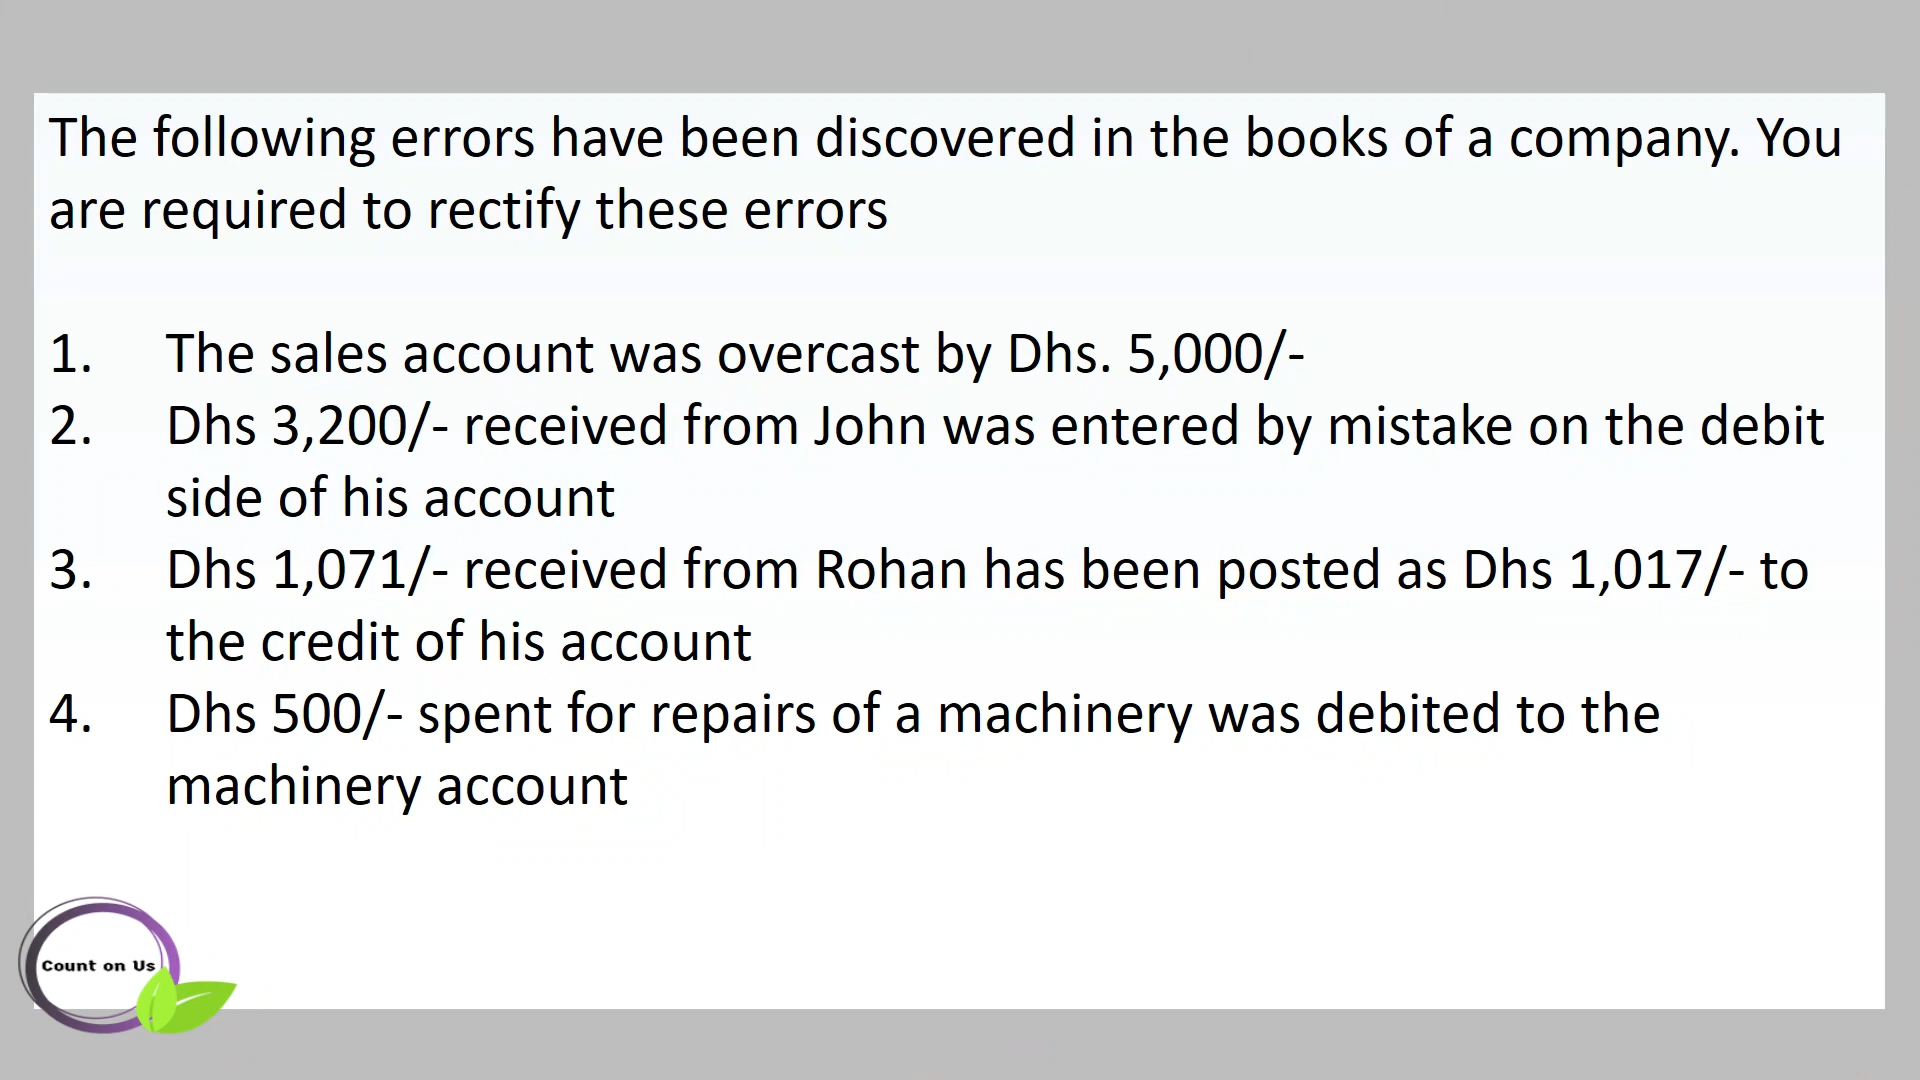 The following errors have been discovered in the books of a company. You
are required to rectify these errors
1. The sales account was overcast by Dhs. 5,000/-
2. Dhs 3,200/- received from John was entered by mistake on the debit
side of his account
3. Dhs 1,071/- received from Rohan has been posted as Dhs 1,017/- to
the credit of his account
4. Dhs 500/- spent for repairs of a machinery was debited to the
machinery account
Count on Us